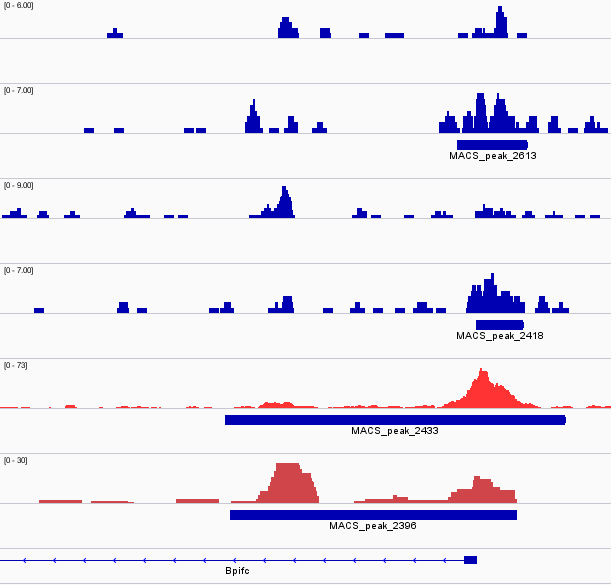 [0 - 6.00]
[0 - 7.00]
MACS_peak_2613
[0 - 9.00]
[0 - 7.00]
MACS_peak_2418
[0 - 73]
MACS_peak_2433
[0 - 30]
MACS_peak_2396
Bpifc